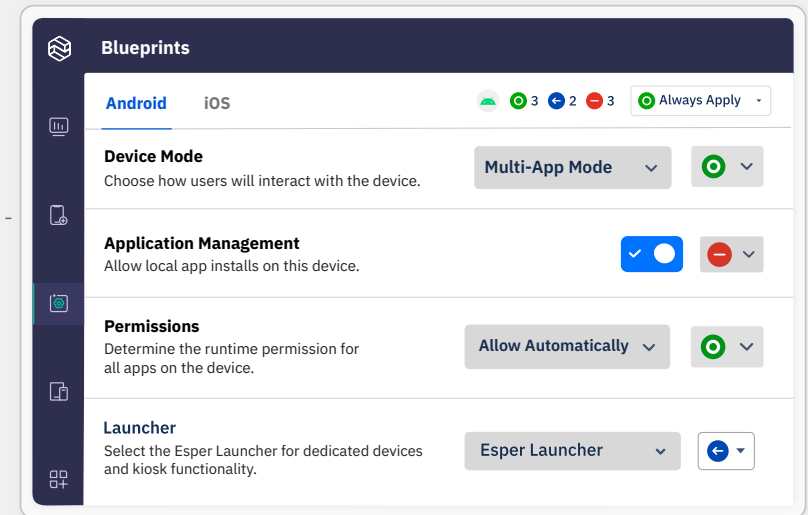 Blueprints
Android iOS 3 2 3 Always Apply
Device Mode
Choose how users will interact with the device.
Multi-App Mode
Application Management
Allow local app installs on this device.
Permissions
Determine the runtime permission for
all apps on the device.
Allow Automatically
Launcher
Select the Esper Launcher for dedicated devices
and kiosk functionality.
Esper Launcher